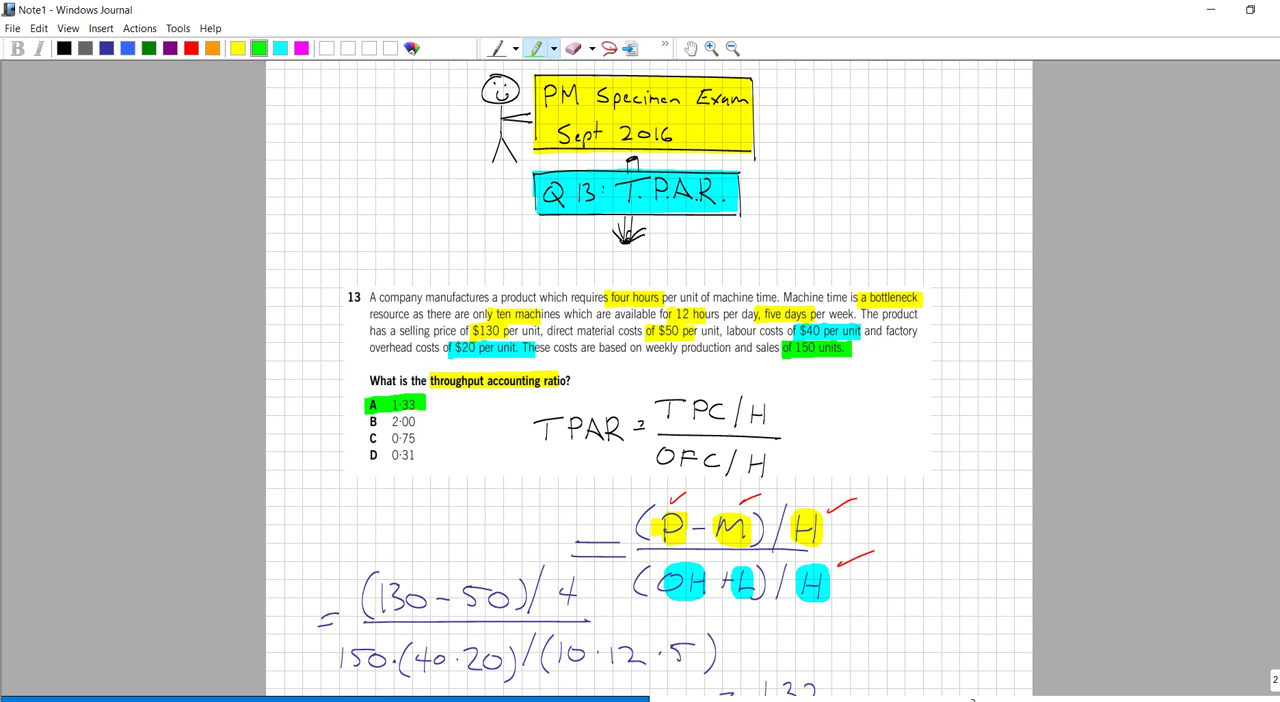 Note1 - Windows Journal
File Edit View Insert Actions Tools Help
B I
PM Specimen Exam
Sept 2016
Q 13: T.P.A.R.
13 A company manufactures a product which requires four hours per unit of machine time. Machine time is a bottleneck
resource as there are only ten machines which are available for 12 hours per day, five days per week. The product
has a selling price of $130 per unit, direct material costs of $50 per unit, labour costs of $40 per unit and factory
overhead costs of $20 per unit. These costs are based on weekly production and sales of 150 units.
What is the throughput accounting ratio?
A 1·33
B 2·00
C 0·75
D 0·31
TPAR = TPC/H
OFC/H
= (P - M)/H
(OH + L)/H
= (130 - 50)/4
150·(40·20)/(10·12·5)
2